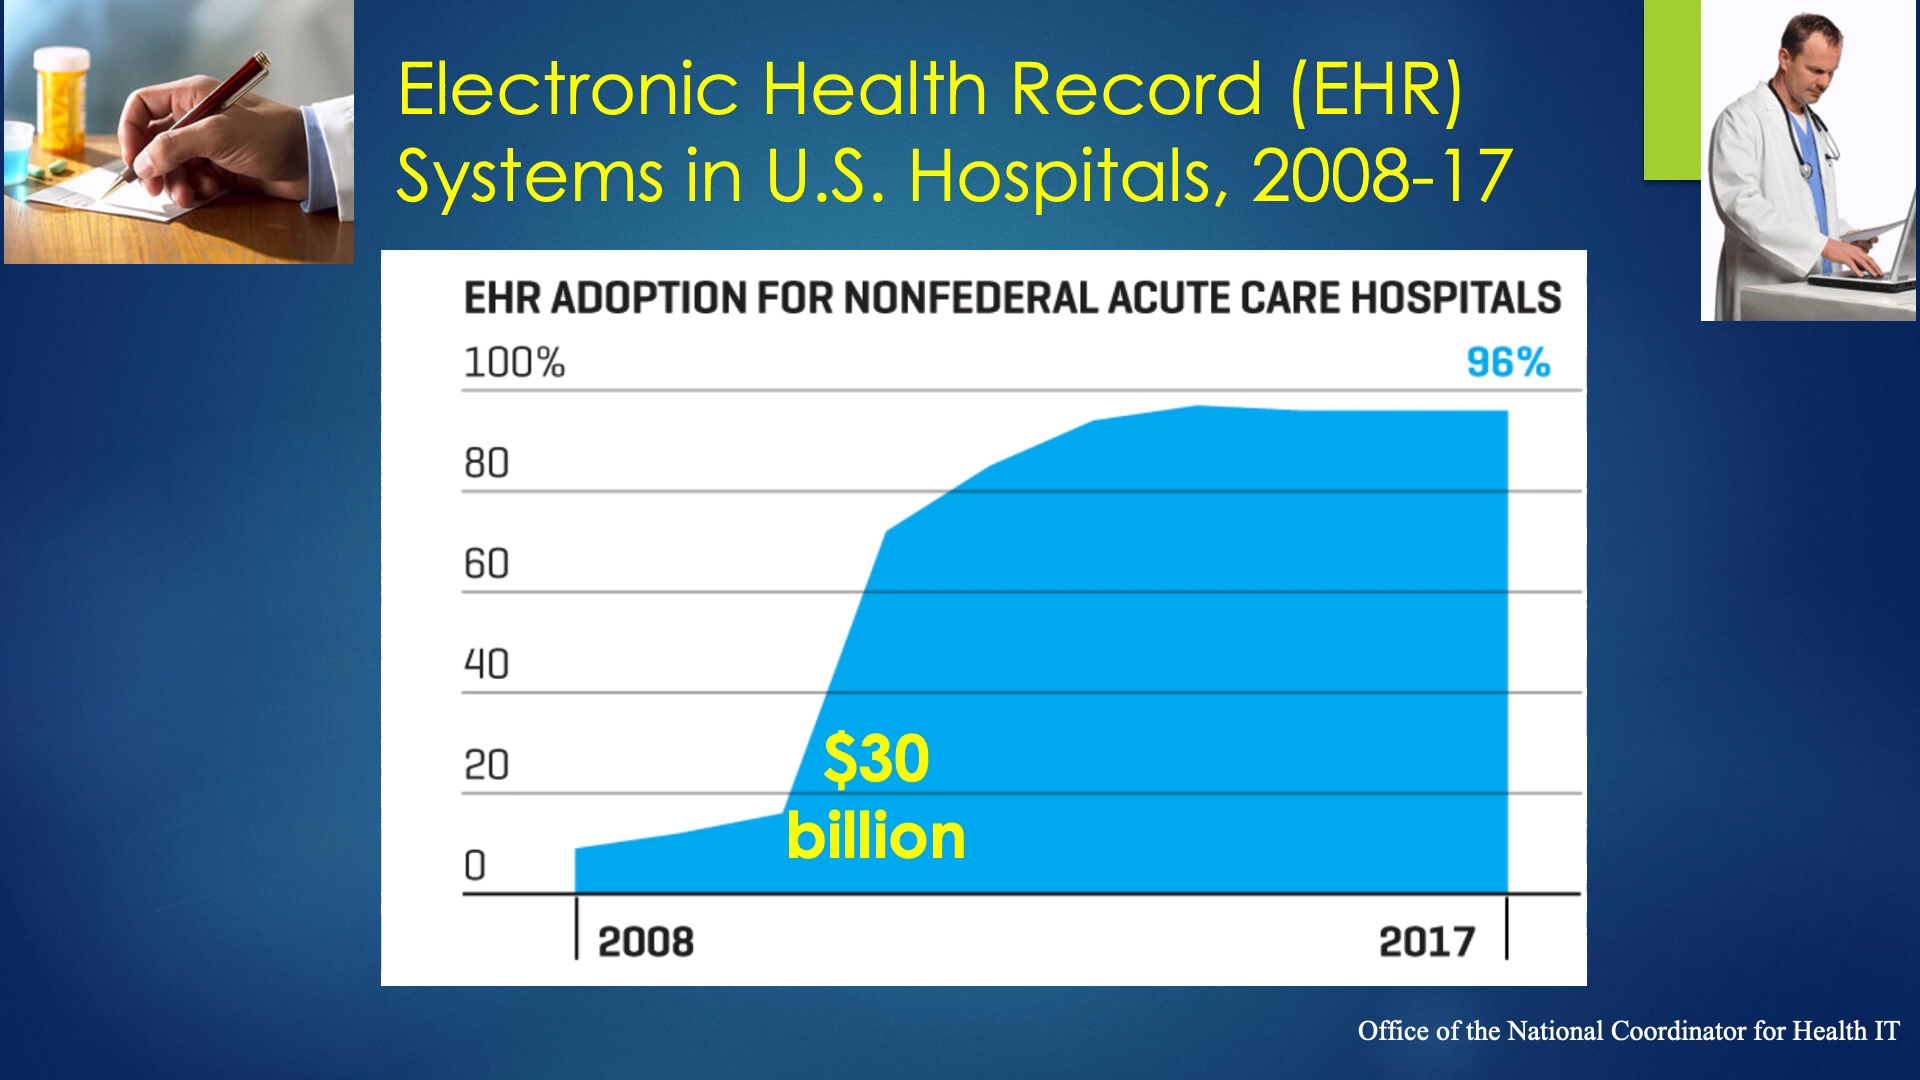 Electronic Health Record (EHR)
Systems in U.S. Hospitals, 2008-17
EHR ADOPTION FOR NONFEDERAL ACUTE CARE HOSPITALS
100%
96%
80
60
40
20
0
$30
billion
2008
2017
Office of the National Coordinator for Health IT